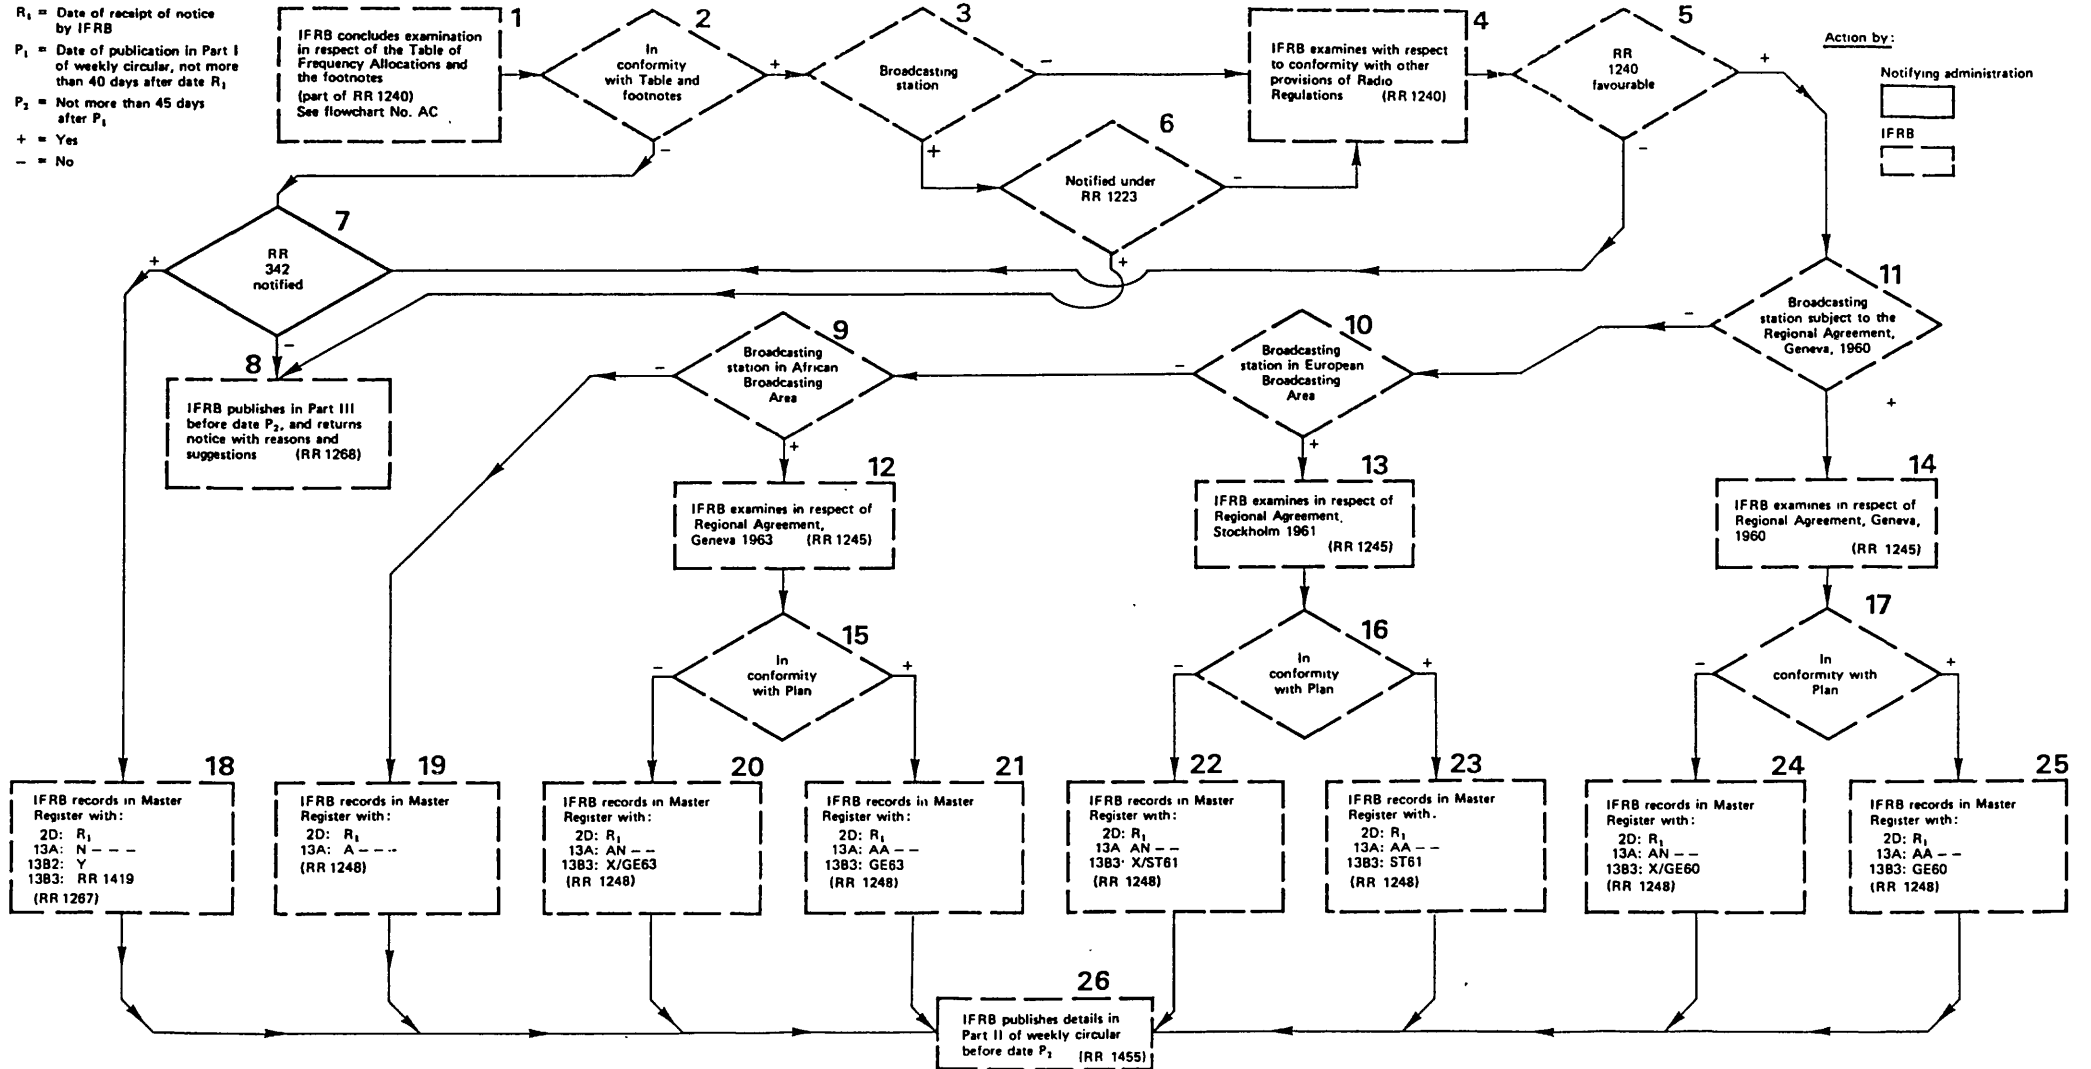 R₁ = Date of receipt of notice
by IFRB
P₁ = Date of publication in Part I
of weekly circular, not more
than 40 days after date R₁
P₂ = Not more than 45 days
after P₁
+ = Yes
− = No
1
IFRB concludes examination
in respect of the Table of
Frequency Allocations and
the footnotes
(part of RR 1240)
See flowchart No. AC
2
In
conformity
with Table and
footnotes
+
−
3
Broadcasting
station
−
+
4
IFRB examines with respect
to conformity with other
provisions of Radio
Regulations (RR 1240)
5
RR
1240
favourable
+
−
Action by:
Notifying administration
IFRB
6
Notified under
RR 1223
−
+
7
RR
342
notified
+
−
8
IFRB publishes in Part III
before date P₂, and returns
notice with reasons and
suggestions (RR 1268)
9
Broadcasting
station in African
Broadcasting
Area
−
+
10
Broadcasting
station in European
Broadcasting
Area
−
+
11
Broadcasting
station subject to the
Regional Agreement,
Geneva, 1960
−
+
12
IFRB examines in respect of
Regional Agreement,
Geneva 1963 (RR 1245)
13
IFRB examines in respect of
Regional Agreement,
Stockholm 1961
(RR 1245)
14
IFRB examines in respect of
Regional Agreement, Geneva,
1960
(RR 1245)
15
In
conformity
with Plan
−
+
16
In
conformity
with Plan
−
+
17
In
conformity with
Plan
−
+
18
IFRB records in Master
Register with:
2D: R₁
13A: N − − −
13B2: Y
13B3: RR 1419
(RR 1267)
19
IFRB records in Master
Register with:
2D: R₁
13A: A − − −
(RR 1248)
20
IFRB records in Master
Register with:
2D: R₁
13A: AN − −
13B3: X/GE63
(RR 1248)
21
IFRB records in Master
Register with:
2D: R₁
13A: AA − −
13B3: GE63
(RR 1248)
22
IFRB records in Master
Register with:
2D: R₁
13A AN − −
13B3· X/ST61
(RR 1248)
23
IFRB records in Master
Register with.
2D: R₁
13A: AA − −
13B3: ST61
(RR 1248)
24
IFRB records in Master
Register with:
2D: R₁
13A: AN − −
13B3: X/GE60
(RR 1248)
25
IFRB records in Master
Register with:
2D: R₁
13A: AA − −
13B3: GE60
(RR 1248)
26
IFRB publishes details in
Part II of weekly circular
before date P₂ (RR 1455)